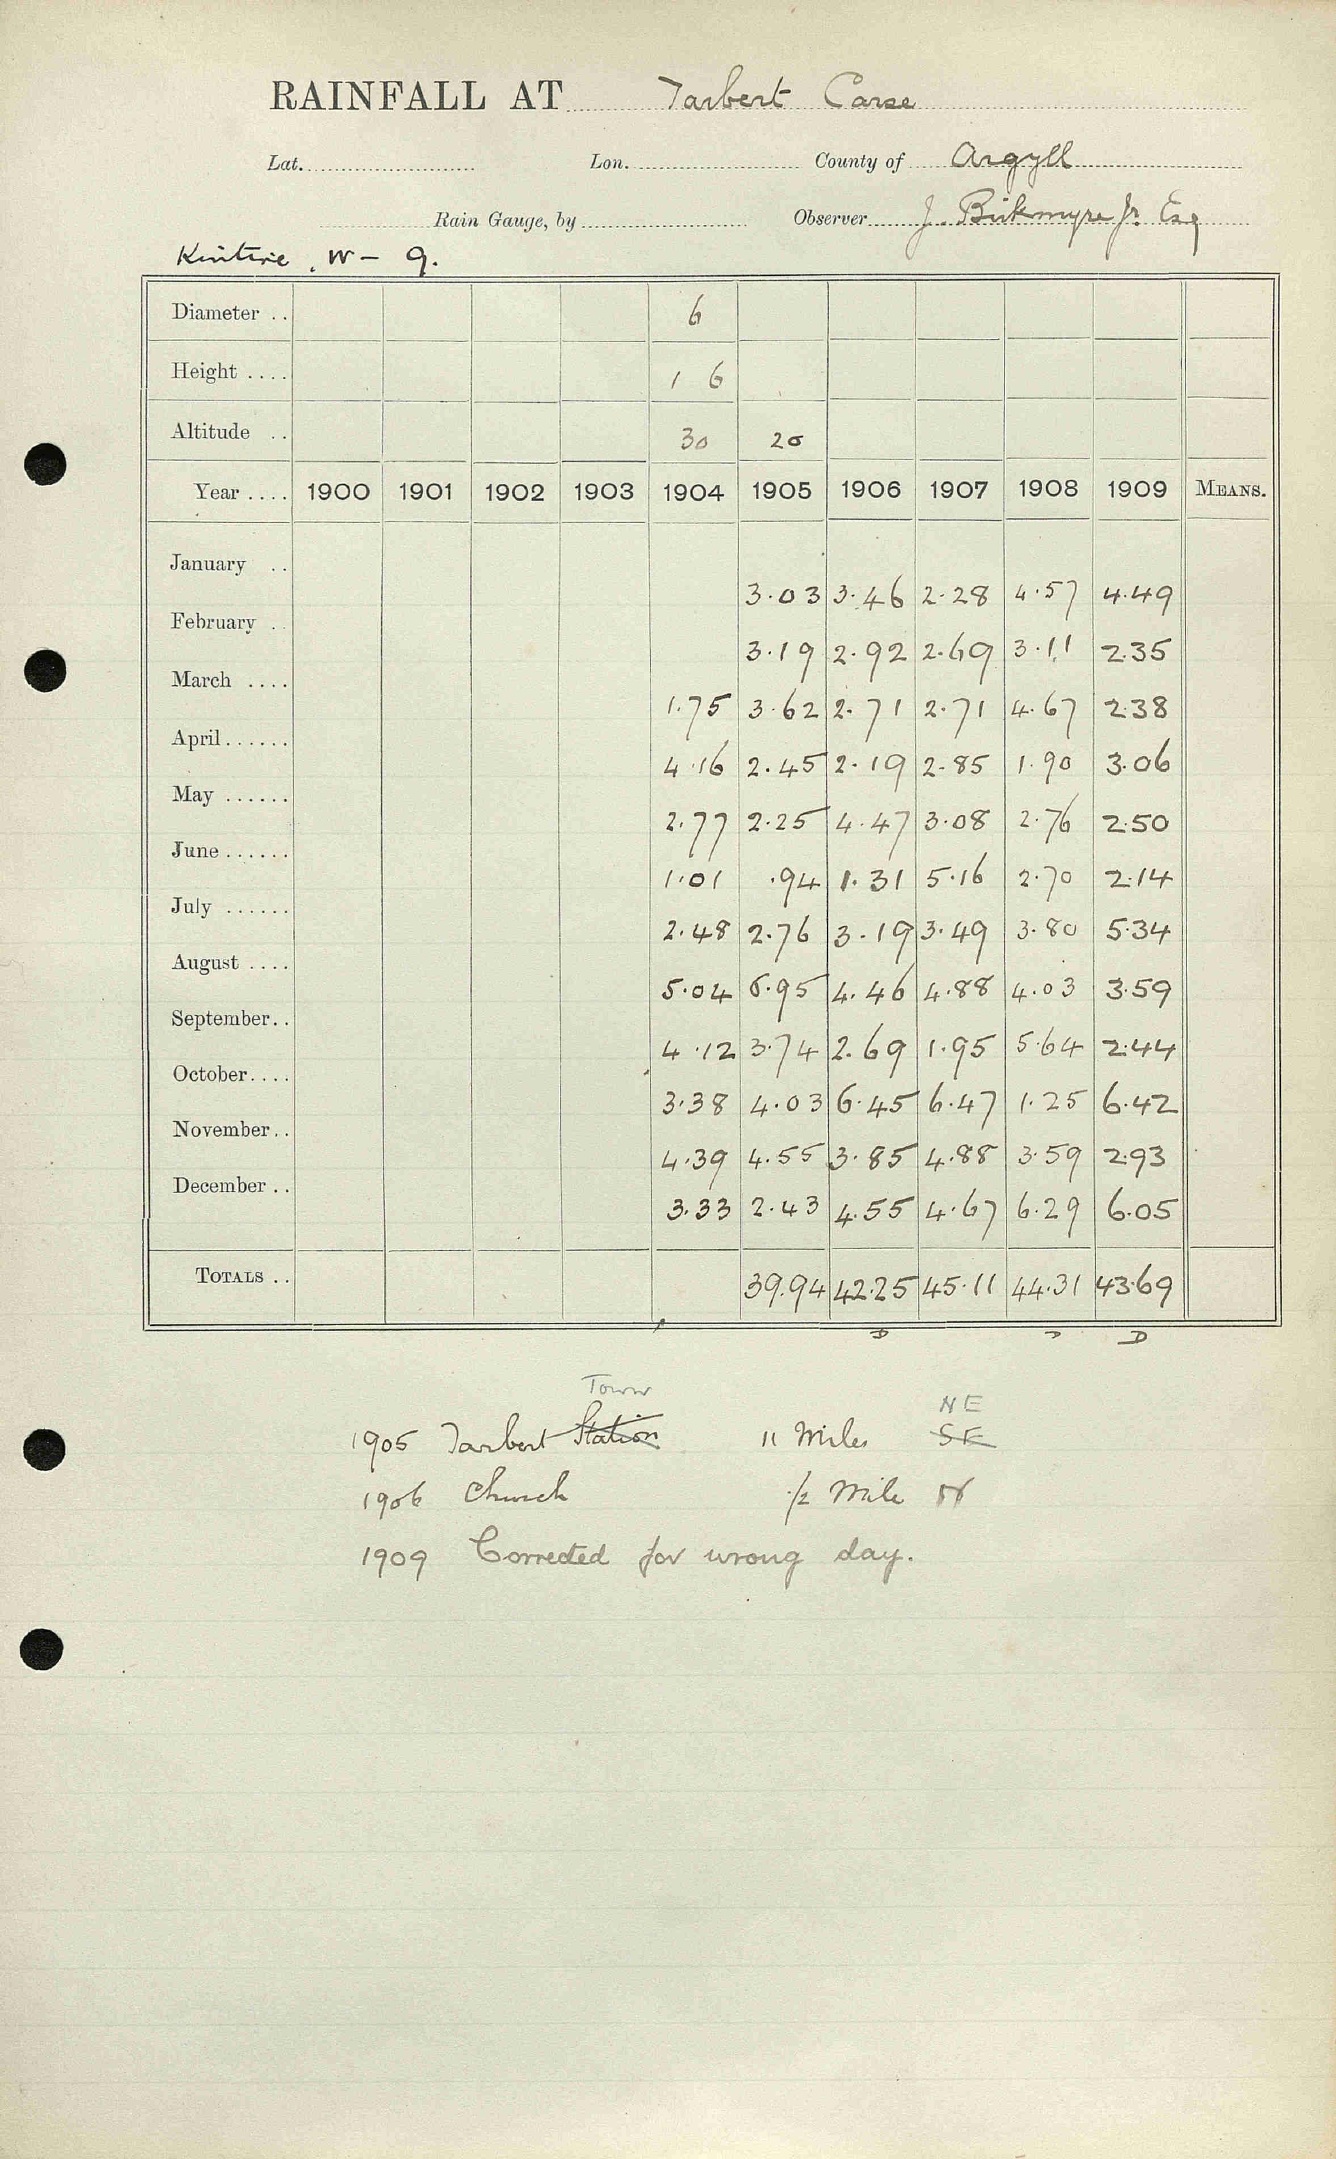 RAINFALL AT Tarbert Carse
Lat. Lon. County of Argyll
Rain Gauge, by Observer J. Birkmyre Jr. Esq
Kintire, W - 9.
Diameter .. 6
Height .... 1 6
Altitude .. 30 20
Year .... 1900 1901 1902 1903 1904 1905 1906 1907 1908 1909 MEANS.
January .. 3.03 3.46 2.28 4.57 4.49
February .. 3.19 2.92 2.69 3.11 2.35
March .... 1.75 3.62 2.71 2.71 4.67 2.38
April...... 4.16 2.45 2.19 2.85 1.90 3.06
May ...... 2.77 2.25 4.47 3.08 2.76 2.50
June...... 1.01 .94 1.31 5.16 2.70 2.14
July ...... 2.48 2.76 3.19 3.49 3.80 5.34
August .... 5.04 6.95 4.46 4.88 4.03 3.59
September.. 4.12 3.74 2.69 1.95 5.64 2.44
October.... 3.38 4.03 6.45 6.47 1.25 6.42
November.. 4.39 4.55 3.85 4.88 3.59 2.93
December .. 3.33 2.43 4.55 4.67 6.29 6.05
TOTALS .. 39.94 42.25 45.11 44.31 43.69
D D D
Town NE
1905 Tarbert Station 11 Miles SE
1906 Church 1/2 Mile N
1909 Corrected for wrong day.